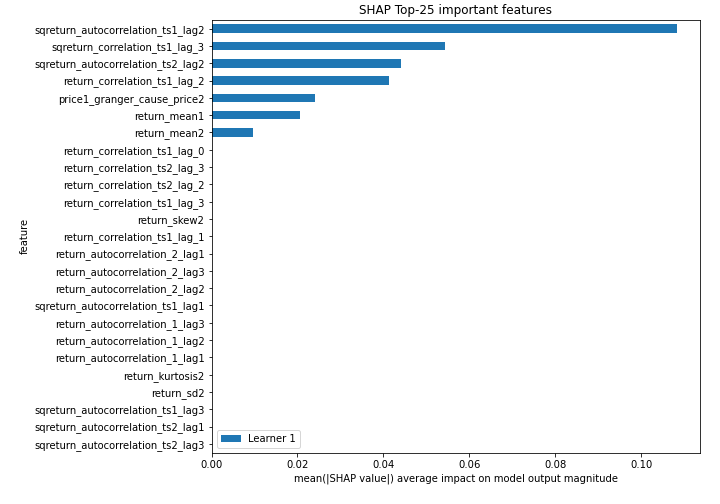 SHAP Top-25 important features
sqreturn_autocorrelation_ts1_lag2
sqreturn_correlation_ts1_lag_3
sqreturn_autocorrelation_ts2_lag2
return_correlation_ts1_lag_2
price1_granger_cause_price2
return_mean1
return_mean2
return_correlation_ts1_lag_0
return_correlation_ts2_lag_3
return_correlation_ts2_lag_2
return_correlation_ts1_lag_3
return_skew2
return_correlation_ts1_lag_1
return_autocorrelation_2_lag1
return_autocorrelation_2_lag3
return_autocorrelation_2_lag2
sqreturn_autocorrelation_ts1_lag1
return_autocorrelation_1_lag3
return_autocorrelation_1_lag2
return_autocorrelation_1_lag1
return_kurtosis2
return_sd2
sqreturn_autocorrelation_ts1_lag3
sqreturn_autocorrelation_ts2_lag1
sqreturn_autocorrelation_ts2_lag3
feature
Learner 1
0.00 0.02 0.04 0.06 0.08 0.10
mean(|SHAP value|) average impact on model output magnitude